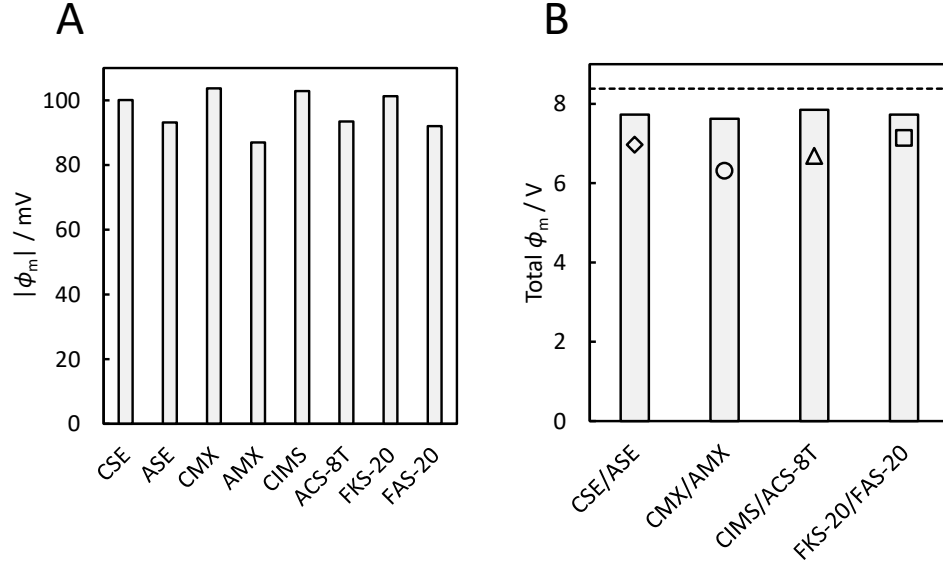 A
|ϕm| / mV
100
80
60
40
20
0
CSE
ASE
CMX
AMX
CIMS
ACS-8T
FKS-20
FAS-20
B
Total ϕm / V
8
6
4
2
0
CSE/ASE
CMX/AMX
CIMS/ACS-8T
FKS-20/FAS-20